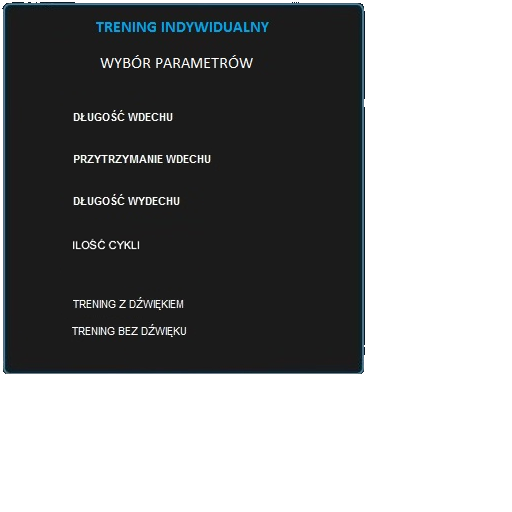 TRENING INDYWIDUALNY
WYBÓR PARAMETRÓW
DŁUGOŚĆ WDECHU
PRZYTRZYMANIE WDECHU
DŁUGOŚĆ WYDECHU
ILOŚĆ CYKLI
TRENING Z DŹWIĘKIEM
TRENING BEZ DŹWIĘKU